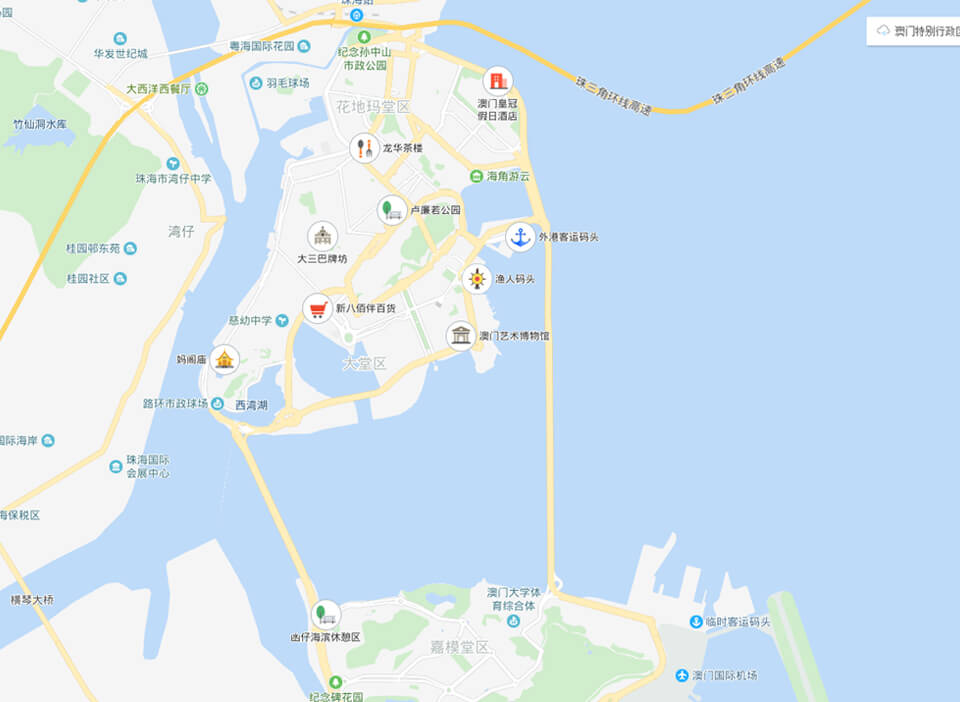 珠海站
公园
华发世纪城
粤海国际花园
纪念孙中山
市政公园
澳门特别行政区
珠三角环线高速
珠三角环线高速
大西洋西餐厅
羽毛球场
花地玛堂区
澳门皇冠
假日酒店
竹仙洞水库
龙华茶楼
珠海市湾仔中学
海角游云
卢廉若公园
湾仔
桂园邨东苑
大三巴牌坊
外港客运码头
桂园社区
渔人码头
新八佰伴百货
慈幼中学
澳门艺术博物馆
妈阁庙
大堂区
路环市政球场
西湾湖
国际海岸
珠海国际
会展中心
海保税区
横琴大桥
澳门大学体
育综合体
临时客运码头
氹仔海滨休憩区
嘉模堂区
澳门国际机场
纪念碑花园